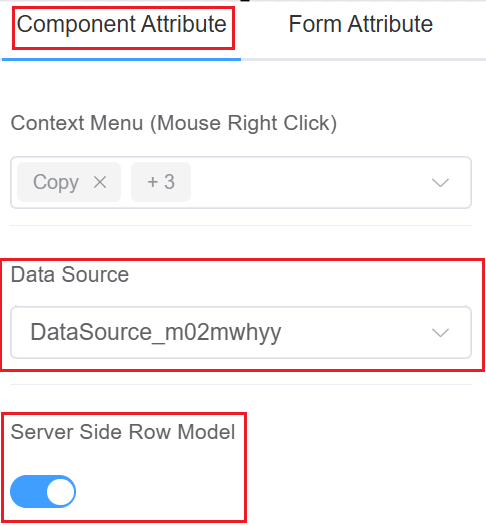 Component Attribute Form Attribute
Context Menu (Mouse Right Click)
Copy × + 3
Data Source
DataSource_m02mwhyy
Server Side Row Model